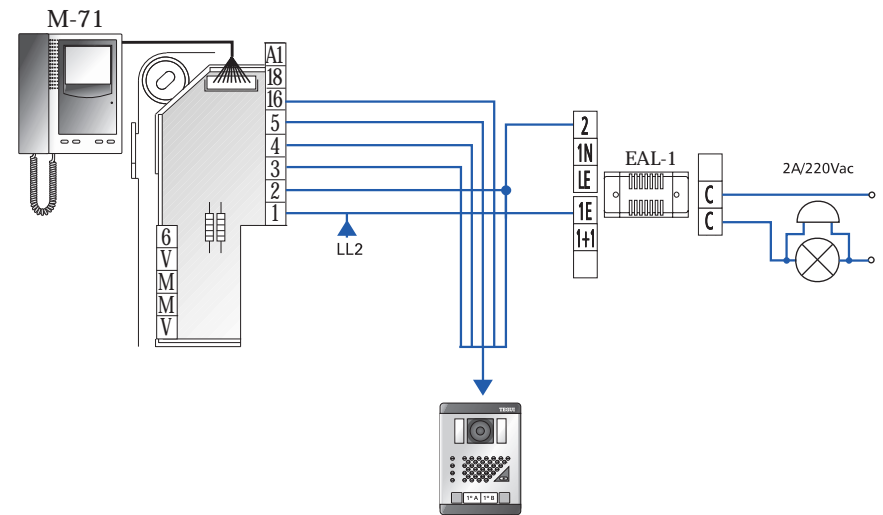 M-71
A1
18
16
5
4
3
2
1
6
V
M
M
V
LL2
2
1N
LE
1E
1+1
EAL-1
C
C
2A/220Vac
TEGUI
1º A 1º B